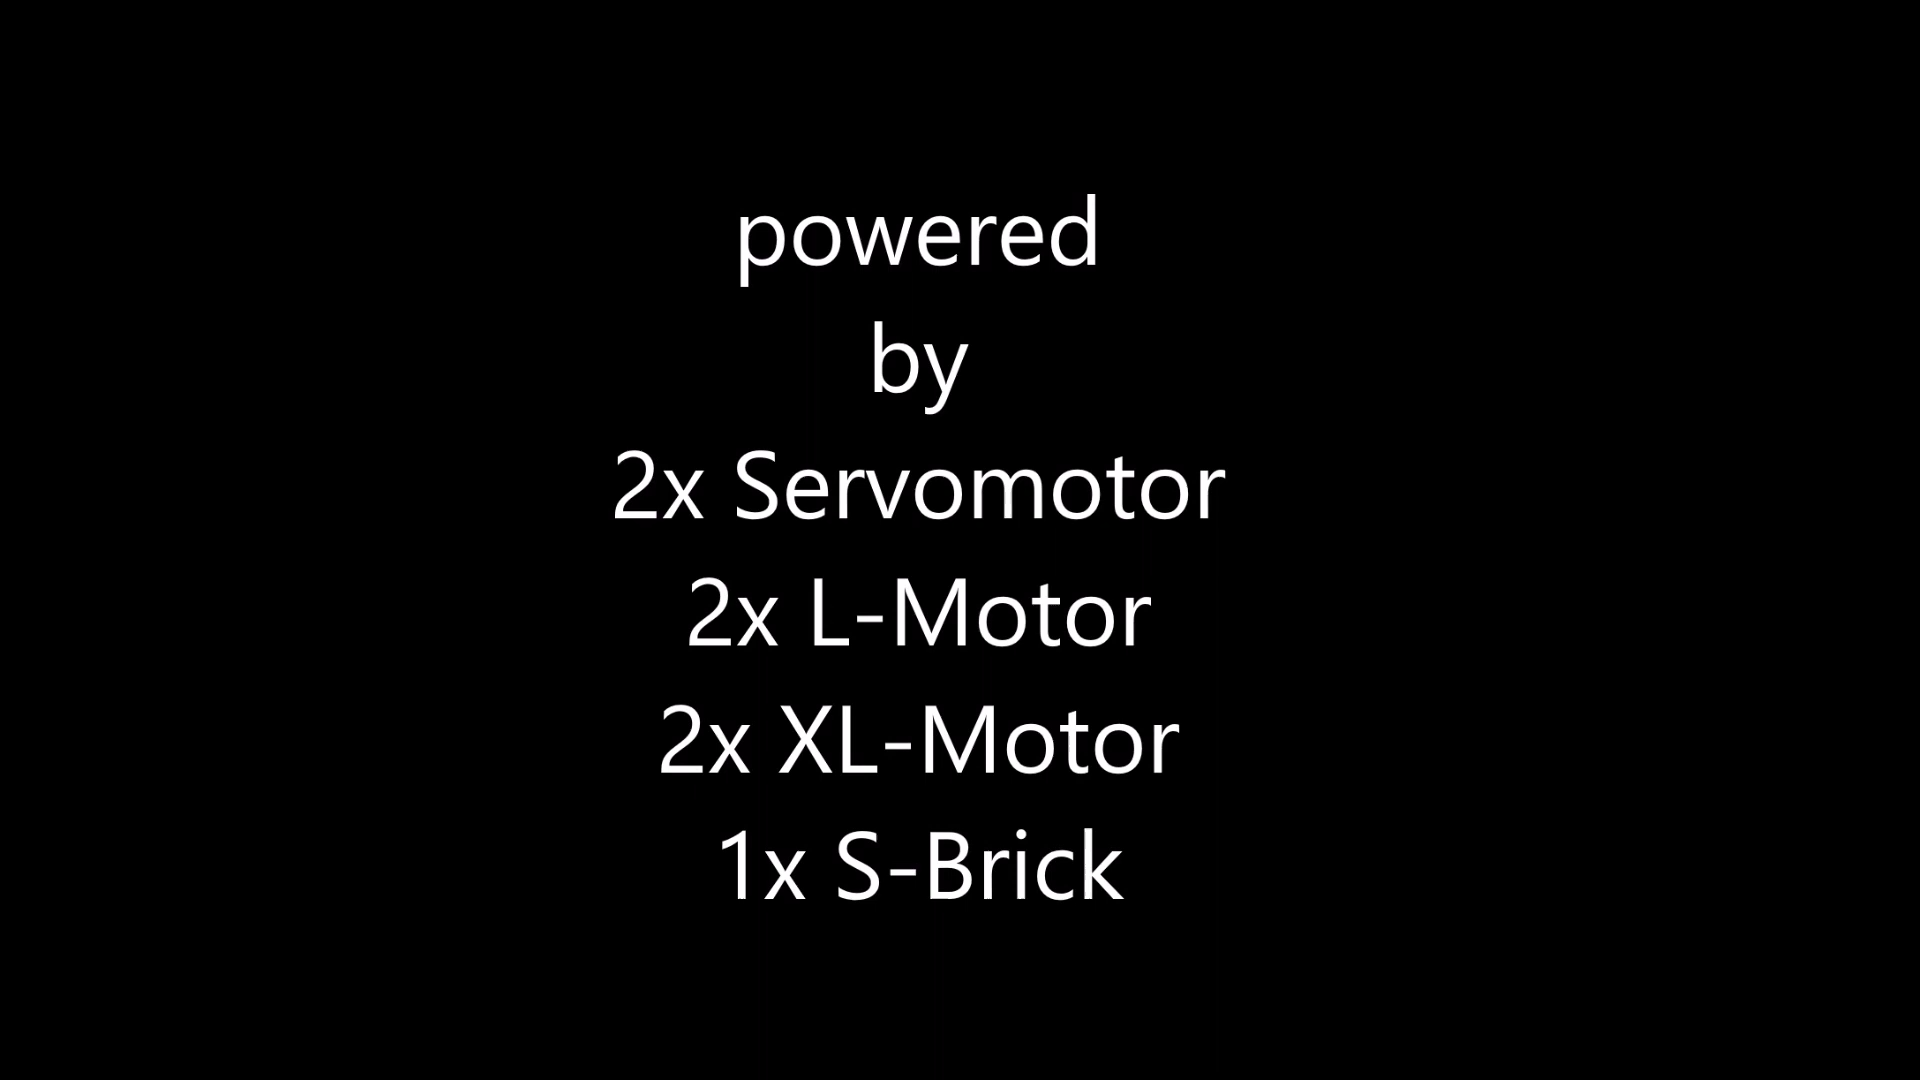 powered
by
2x Servomotor
2x L-Motor
2x XL-Motor
1x S-Brick